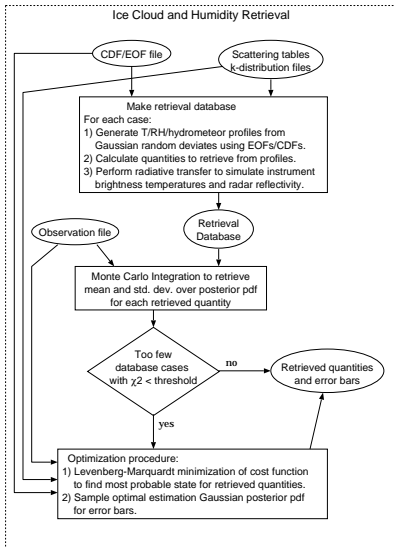 Ice Cloud and Humidity Retrieval
CDF/EOF file
Scattering tables
k-distribution files
Make retrieval database
For each case:
1) Generate T/RH/hydrometeor profiles from
Gaussian random deviates using EOFs/CDFs.
2) Calculate quantities to retrieve from profiles.
3) Perform radiative transfer to simulate instrument
brightness temperatures and radar reflectivity.
Observation file
Retrieval
Database
Monte Carlo Integration to retrieve
mean and std. dev. over posterior pdf
for each retrieved quantity
Too few
database cases
with χ2 < threshold
no
Retrieved quantities
and error bars
yes
Optimization procedure:
1) Levenberg-Marquardt minimization of cost function
to find most probable state for retrieved quantities.
2) Sample optimal estimation Gaussian posterior pdf
for error bars.